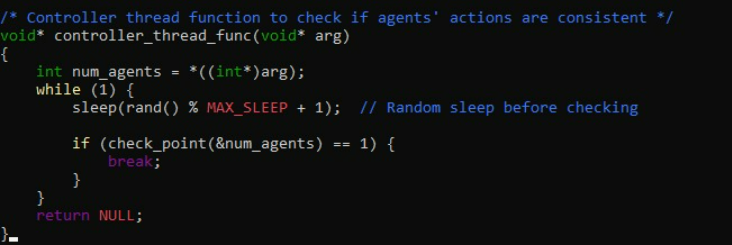 /* Controller thread function to check if agents' actions are consistent */
void* controller_thread_func(void* arg)
{
    int num_agents = *((int*)arg);
    while (1) {
        sleep(rand() % MAX_SLEEP + 1);  // Random sleep before checking

        if (check_point(&num_agents) == 1) {
            break;
        }
    }
    return NULL;
}